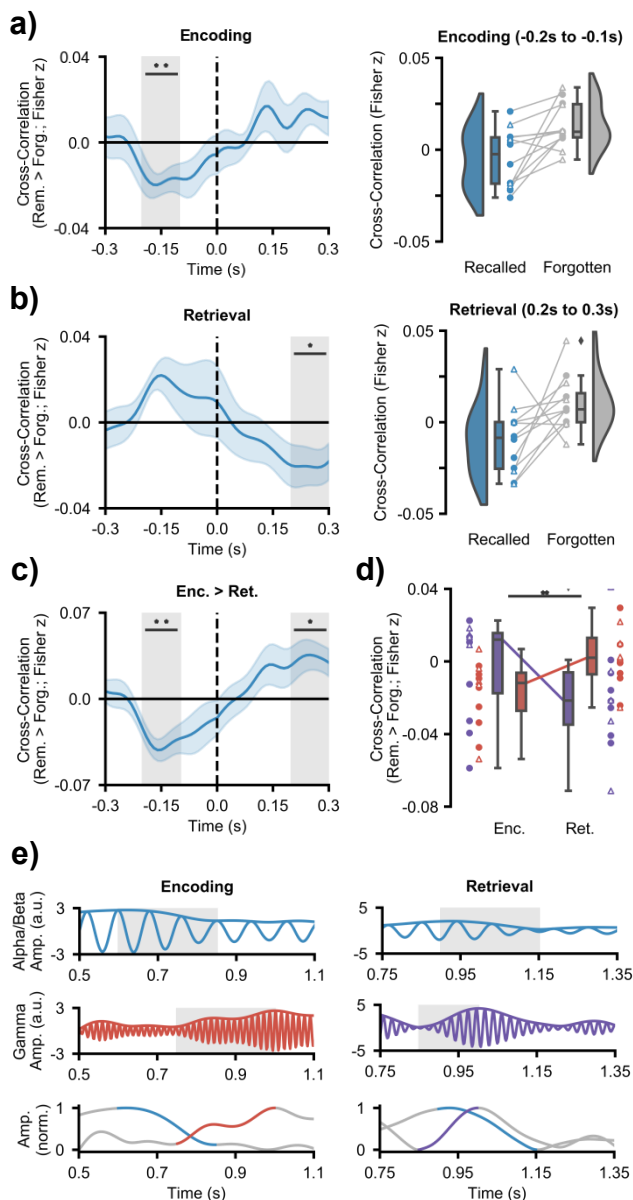 a)
Encoding
Cross-Correlation
(Rem. > Forg.; Fisher z)
0.04
0.0
-0.04
**
-0.3 -0.15 0.0 0.15 0.3
Time (s)
Encoding (-0.2s to -0.1s)
Cross-Correlation (Fisher z)
0.05
0
-0.05
Recalled Forgotten
b)
Retrieval
Cross-Correlation
(Rem. > Forg.; Fisher z)
0.04
0.0
-0.04
*
-0.3 -0.15 0.0 0.15 0.3
Time (s)
Retrieval (0.2s to 0.3s)
Cross-Correlation (Fisher z)
0.05
0
-0.05
Recalled Forgotten
c)
Enc. > Ret.
Cross-Correlation
(Rem. > Forg.; Fisher z)
0.07
0.0
-0.07
** *
-0.3 -0.15 0.0 0.15 0.3
Time (s)
d)
Cross-Correlation
(Rem. > Forg.; Fisher z)
0.04
0
-0.04
-0.08
**
Enc. Ret.
e)
Encoding
Alpha/Beta
Amp. (a.u.)
3
-3
0.5 0.7 0.9 1.1
Gamma
Amp. (a.u.)
3
-3
0.5 0.7 0.9 1.1
Amp.
(norm.)
1
0
0.5 0.7 0.9 1.1
Time (s)
Retrieval
5
-5
0.75 0.95 1.15 1.35
5
-5
0.75 0.95 1.15 1.35
1
0
0.75 0.95 1.15 1.35
Time (s)